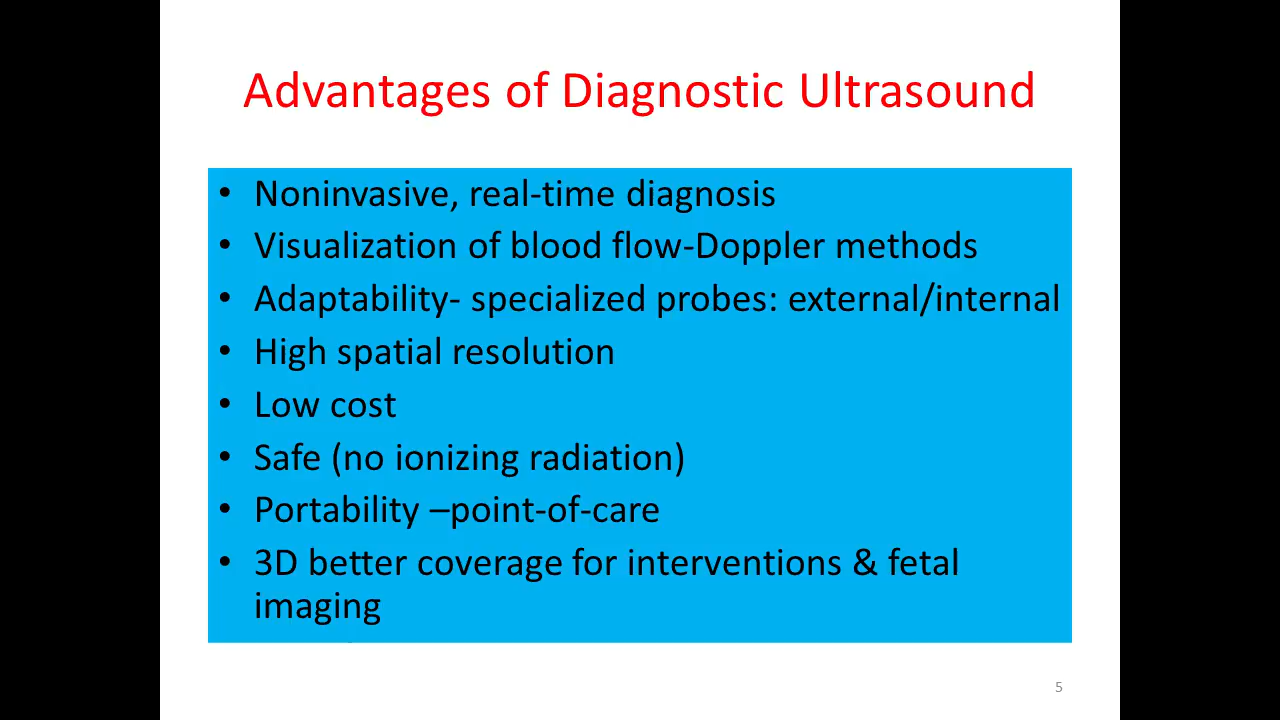 Advantages of Diagnostic Ultrasound
• Noninvasive, real-time diagnosis
• Visualization of blood flow-Doppler methods
• Adaptability- specialized probes: external/internal
• High spatial resolution
• Low cost
• Safe (no ionizing radiation)
• Portability –point-of-care
• 3D better coverage for interventions & fetal
imaging
5